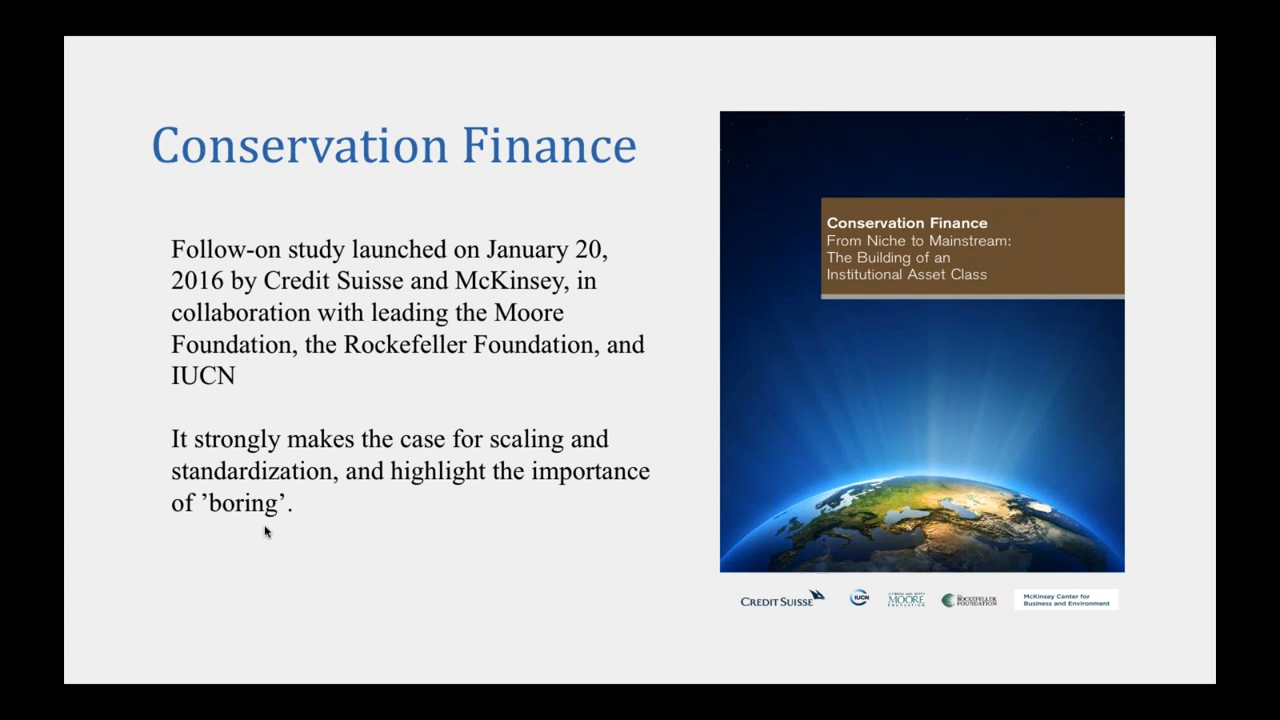 Conservation Finance
Follow-on study launched on January 20,
2016 by Credit Suisse and McKinsey, in
collaboration with leading the Moore
Foundation, the Rockefeller Foundation, and
IUCN
It strongly makes the case for scaling and
standardization, and highlight the importance
of ’boring’.
Conservation Finance
From Niche to Mainstream:
The Building of an
Institutional Asset Class
CREDIT SUISSE
IUCN
MOORE
FOUNDATION
ROCKEFELLER
FOUNDATION
McKinsey Center for
Business and Environment